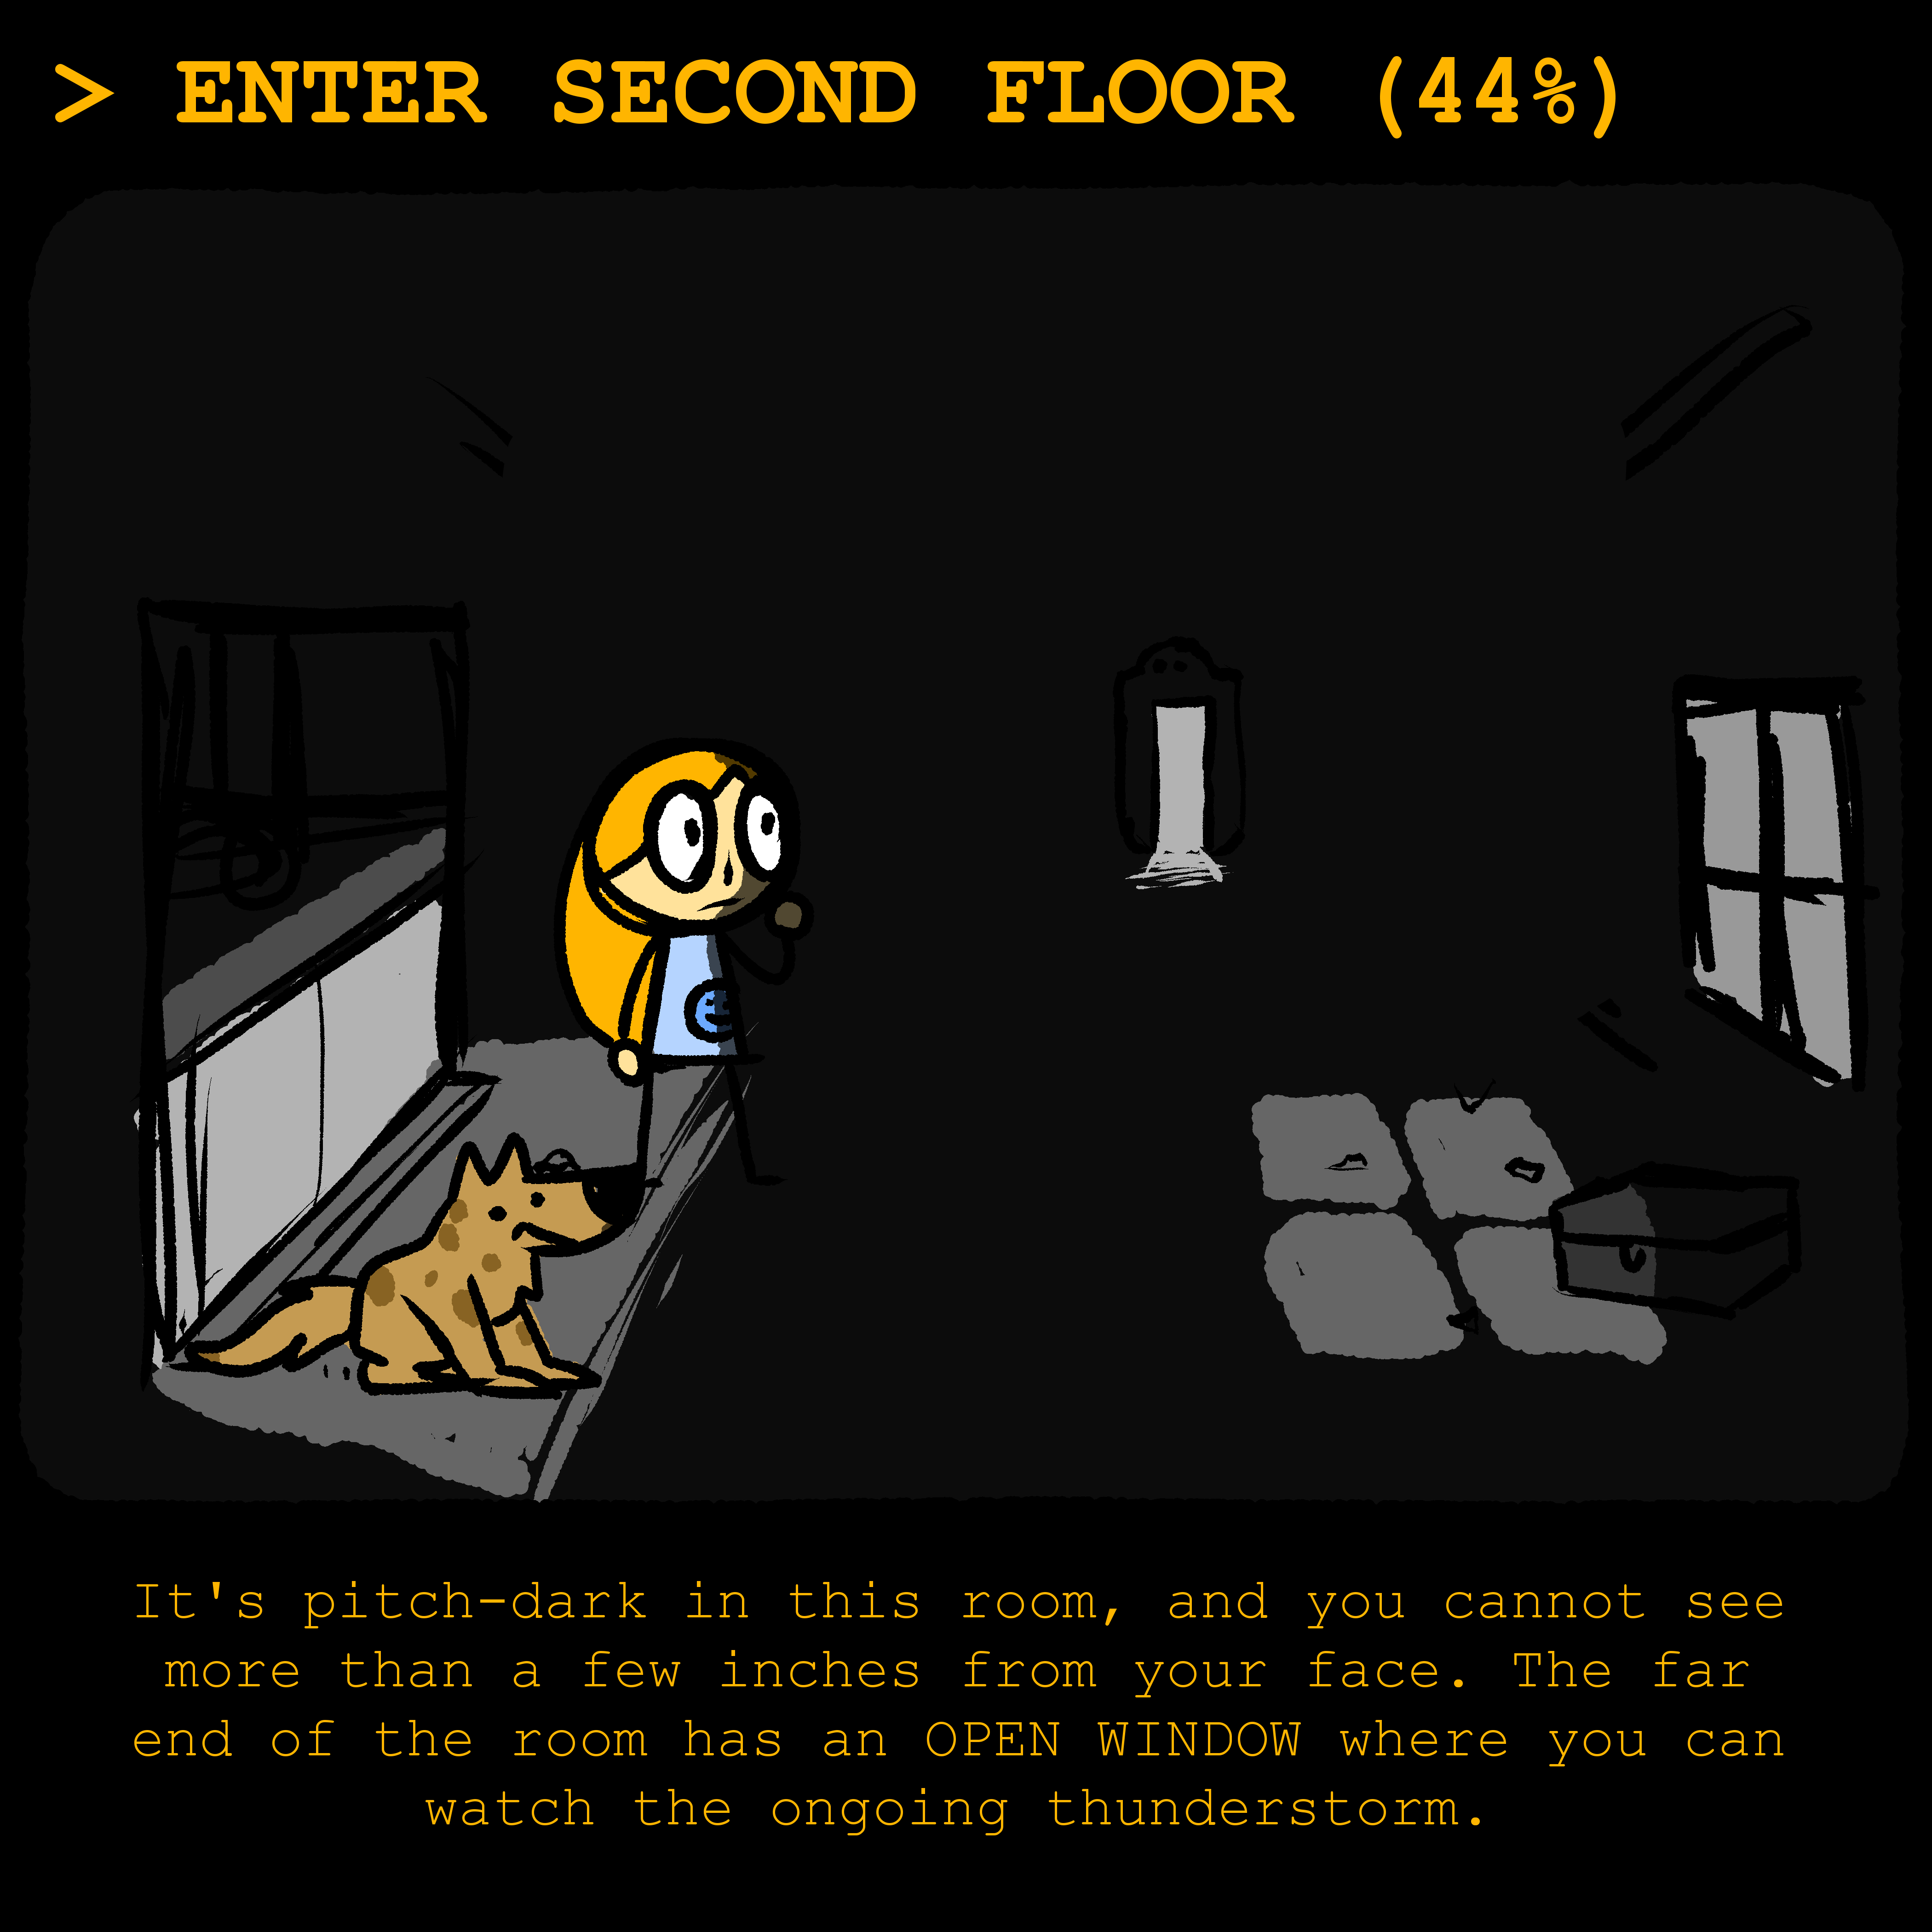 > ENTER SECOND FLOOR (44%)
It's pitch-dark in this room, and you cannot see
more than a few inches from your face. The far
end of the room has an OPEN WINDOW where you can
watch the ongoing thunderstorm.